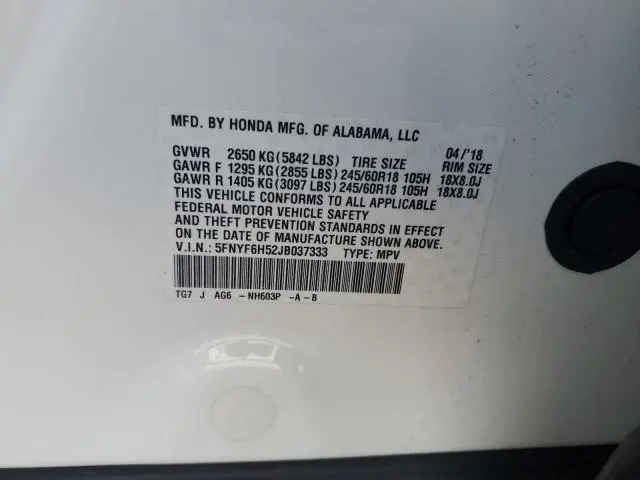 MFD. BY HONDA MFG. OF ALABAMA, LLC 04/'18
GVWR 2650 KG (5842 LBS) TIRE SIZE RIM SIZE
GAWR F 1295 KG (2855 LBS) 245/60R18 105H 18X8.0J
GAWR R 1405 KG (3097 LBS) 245/60R18 105H 18X8.0J
THIS VEHICLE CONFORMS TO ALL APPLICABLE
FEDERAL MOTOR VEHICLE SAFETY
AND THEFT PREVENTION STANDARDS IN EFFECT
ON THE DATE OF MANUFACTURE SHOWN ABOVE.
V.I.N.: 5FNYF6H52JB037333 TYPE: MPV
TG7 J AG6 - NH603P -A - B